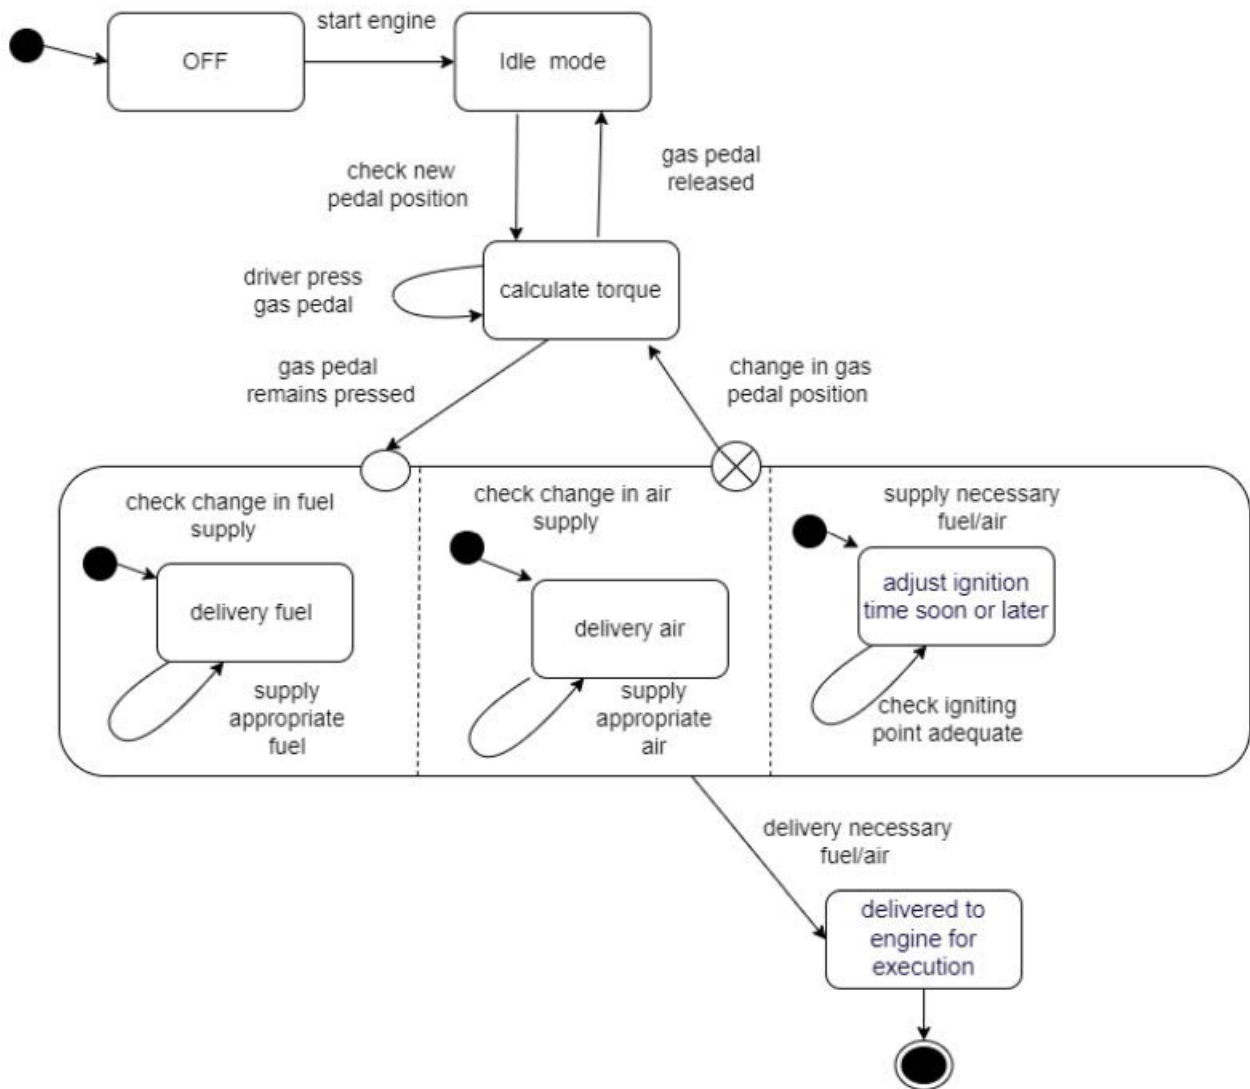 start engine
OFF
Idle mode
check new
pedal position
gas pedal
released
driver press
gas pedal
calculate torque
gas pedal
remains pressed
change in gas
pedal position
check change in fuel
supply
check change in air
supply
supply necessary
fuel/air
delivery fuel
delivery air
adjust ignition
time soon or later
supply
appropriate
fuel
supply
appropriate
air
check igniting
point adequate
delivery necessary
fuel/air
delivered to
engine for
execution